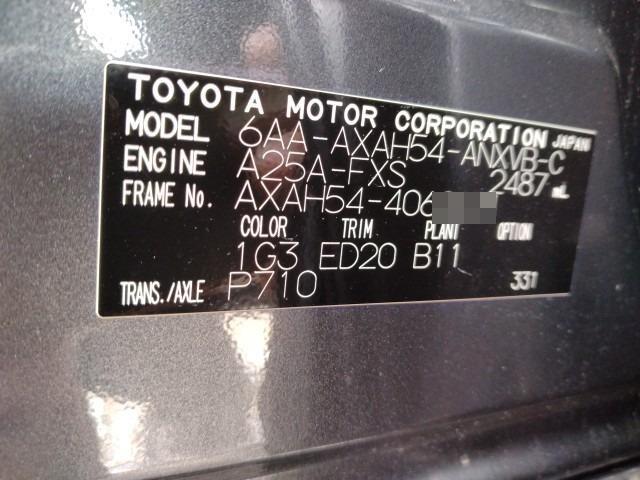 TOYOTA MOTOR CORPORATION JAPAN
MODEL 6AA-AXAH54-ANXVB-C
ENGINE A25A-FXS 2487 mL
FRAME No. AXAH54-406
COLOR TRIM PLANT OPTION
1G3 ED20 B11
TRANS./AXLE P710 331